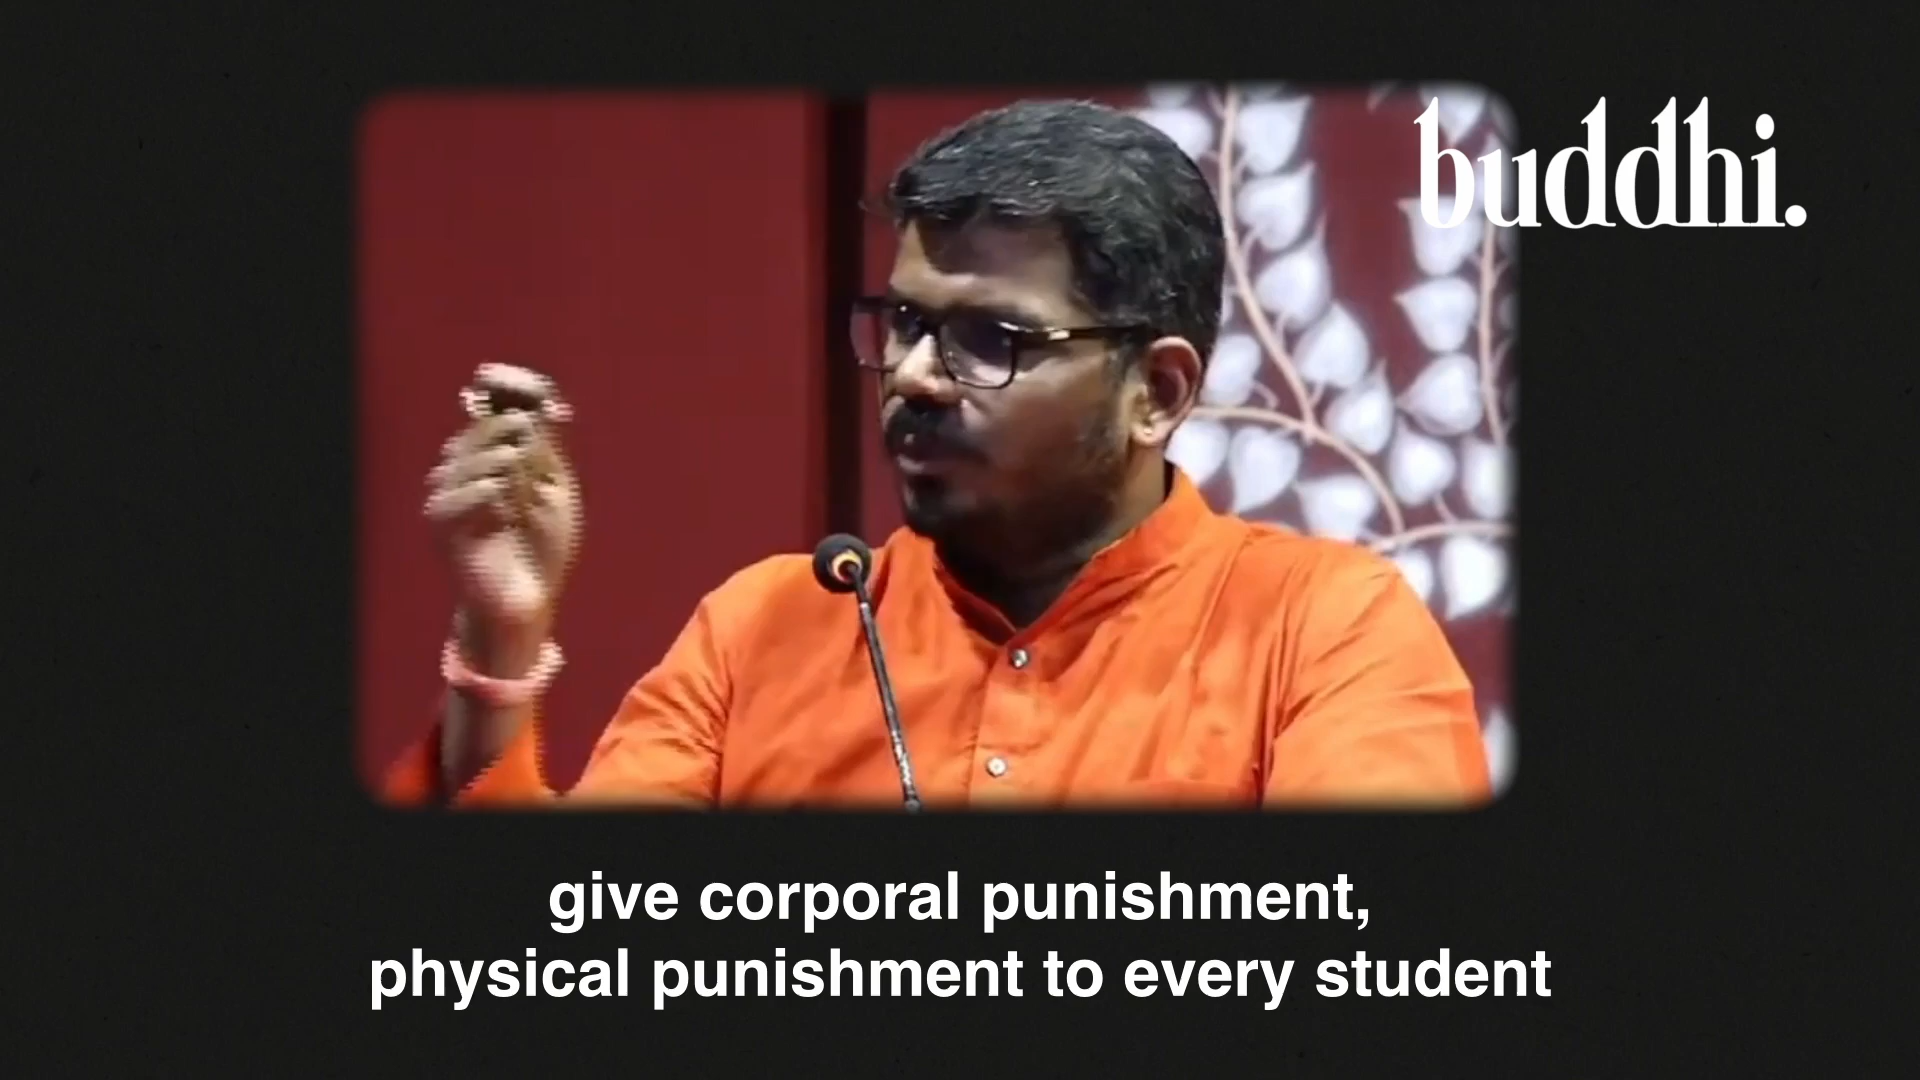 buddhi.
give corporal punishment,
physical punishment to every student